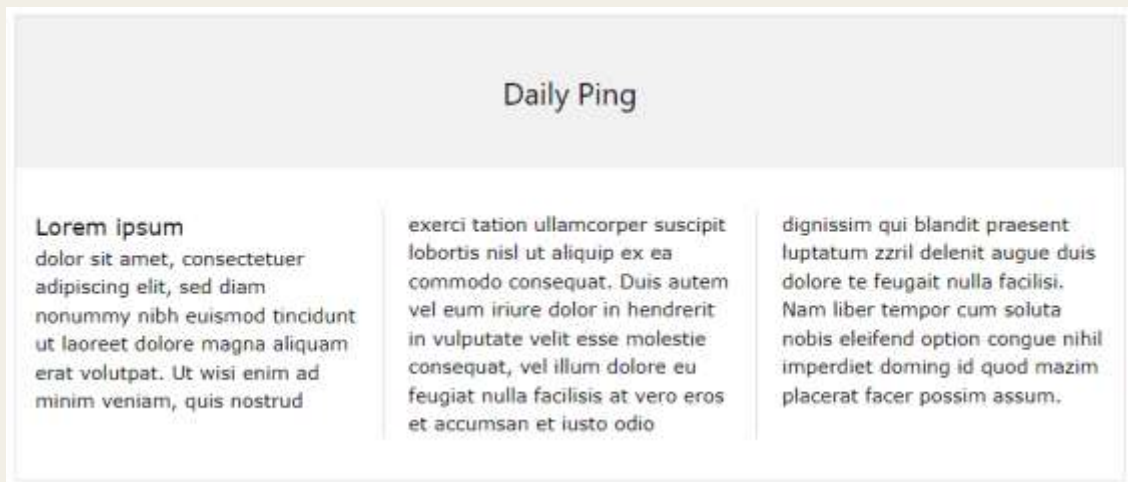 Daily Ping
Lorem ipsum
dolor sit amet, consectetuer
adipiscing elit, sed diam
nonummy nibh euismod tincidunt
ut laoreet dolore magna aliquam
erat volutpat. Ut wisi enim ad
minim veniam, quis nostrud
exerci tation ullamcorper suscipit
lobortis nisl ut aliquip ex ea
commodo consequat. Duis autem
vel eum iriure dolor in hendrerit
in vulputate velit esse molestie
consequat, vel illum dolore eu
feugiat nulla facilisis at vero eros
et accumsan et iusto odio
dignissim qui blandit praesent
luptatum zzril delenit augue duis
dolore te feugait nulla facilisi.
Nam liber tempor cum soluta
nobis eleifend option congue nihil
imperdiet doming id quod mazim
placerat facer possim assum.